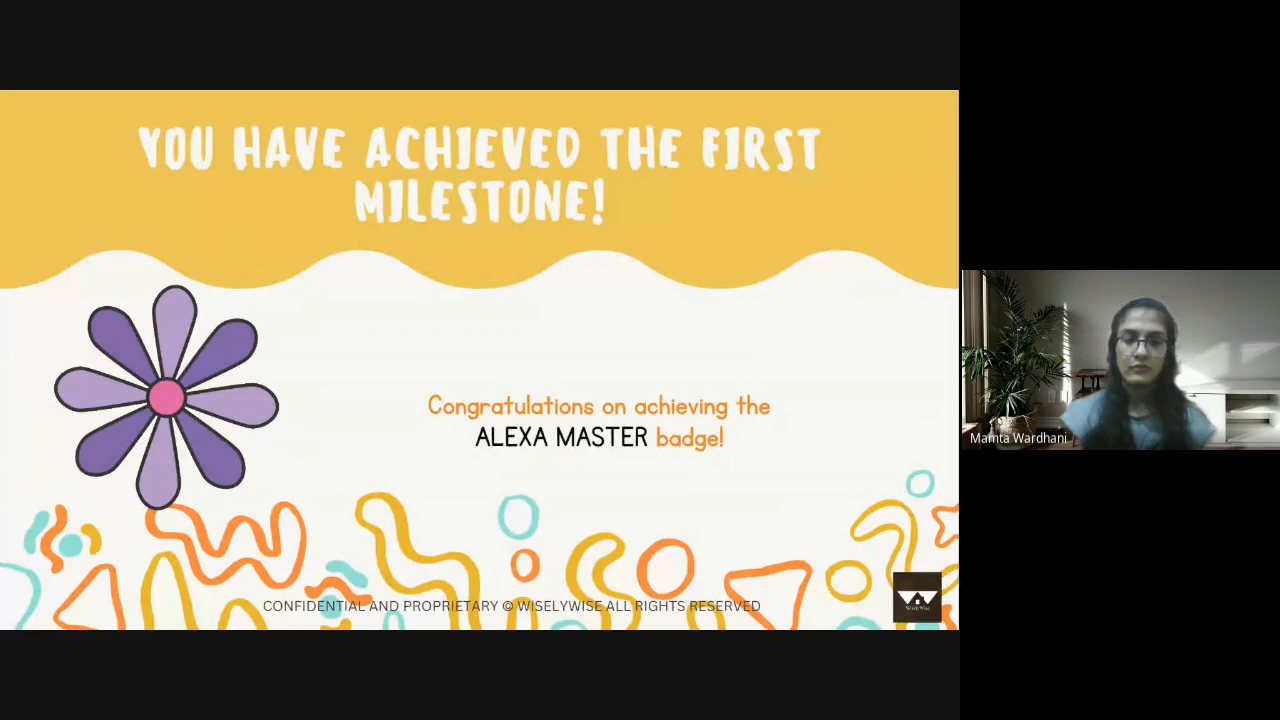 YOU HAVE ACHIEVED THE FIRST
MILESTONE!
Congratulations on achieving the
ALEXA MASTER badge!
CONFIDENTIAL AND PROPRIETARY © WISELYWISE ALL RIGHTS RESERVED
WiselyWise
Mamta Wardhani